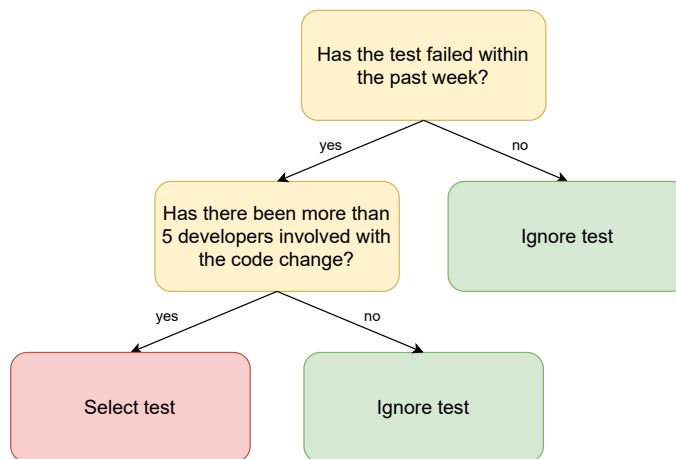 Has the test failed within
the past week?
yes
no
Has there been more than
5 developers involved with
the code change?
Ignore test
yes
no
Select test
Ignore test